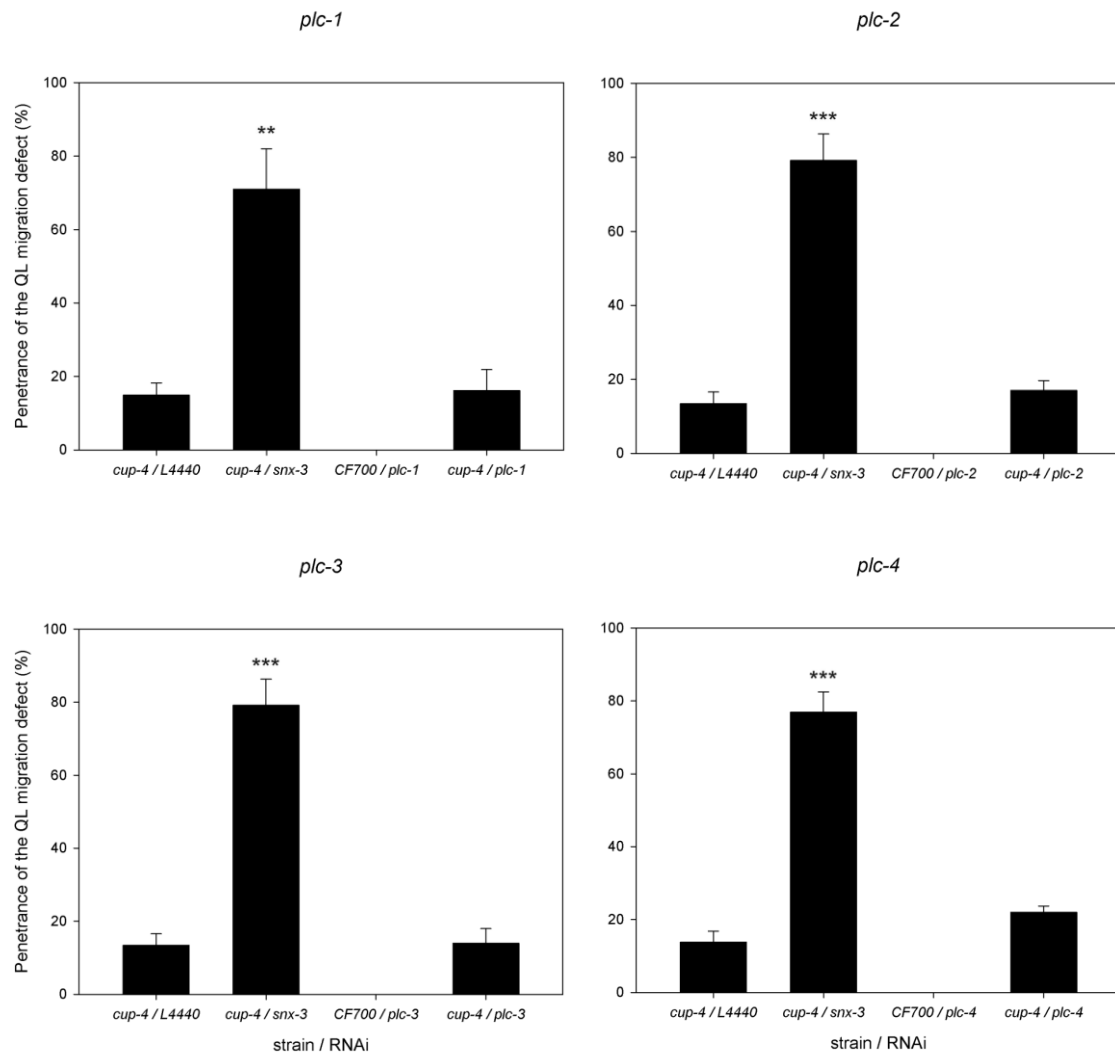 plc-1
plc-2
Penetrance of the QL migration defect (%)
100
80
60
40
20
0
**
cup-4 / L4440
cup-4 / snx-3
CF700 / plc-1
cup-4 / plc-1
100
80
60
40
20
0
***
cup-4 / L4440
cup-4 / snx-3
CF700 / plc-2
cup-4 / plc-2
plc-3
plc-4
Penetrance of the QL migration defect (%)
100
80
60
40
20
0
***
cup-4 / L4440
cup-4 / snx-3
CF700 / plc-3
cup-4 / plc-3
strain / RNAi
100
80
60
40
20
0
***
cup-4 / L4440
cup-4 / snx-3
CF700 / plc-4
cup-4 / plc-4
strain / RNAi